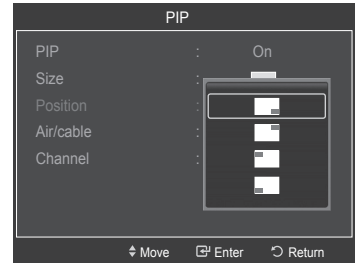 PIP
PIP : On
Size :
Position :
Air/cable :
Channel :
Move Enter Return